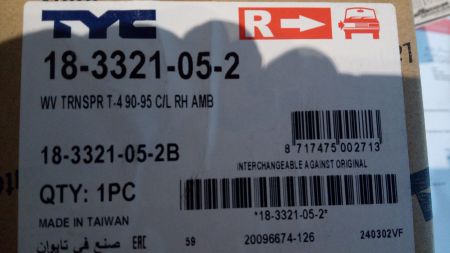 TYC
R
18-3321-05-2
WV TRNSPR T-4 90-95 C/L RH AMB
8 717475 002713
18-3321-05-2B
INTERCHANGEABLE AGAINST ORIGINAL
QTY: 1PC
*18-3321-05-2*
MADE IN TAIWAN
صنع في تايوان EAC 59 20096674-126 240302VF